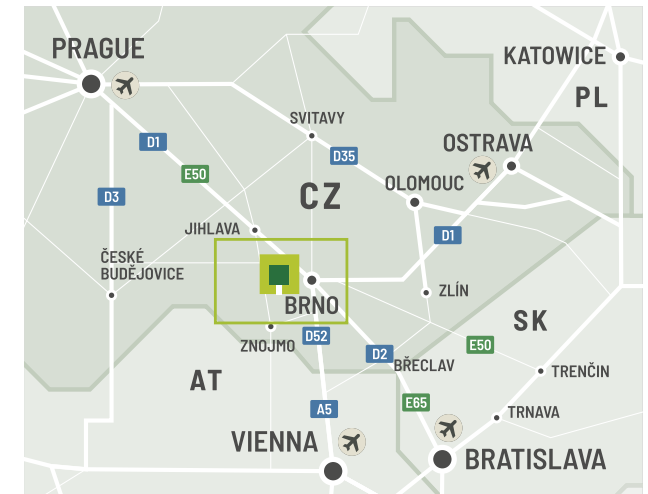 PRAGUE
KATOWICE
PL
SVITAVY
D1
D35
OSTRAVA
E50
CZ
OLOMOUC
D3
JIHLAVA
D1
ČESKÉ
BUDĚJOVICE
ZLÍN
BRNO
SK
D52
ZNOJMO
E50
D2
BŘECLAV
AT
TRENČIN
E65
A5
TRNAVA
VIENNA
BRATISLAVA